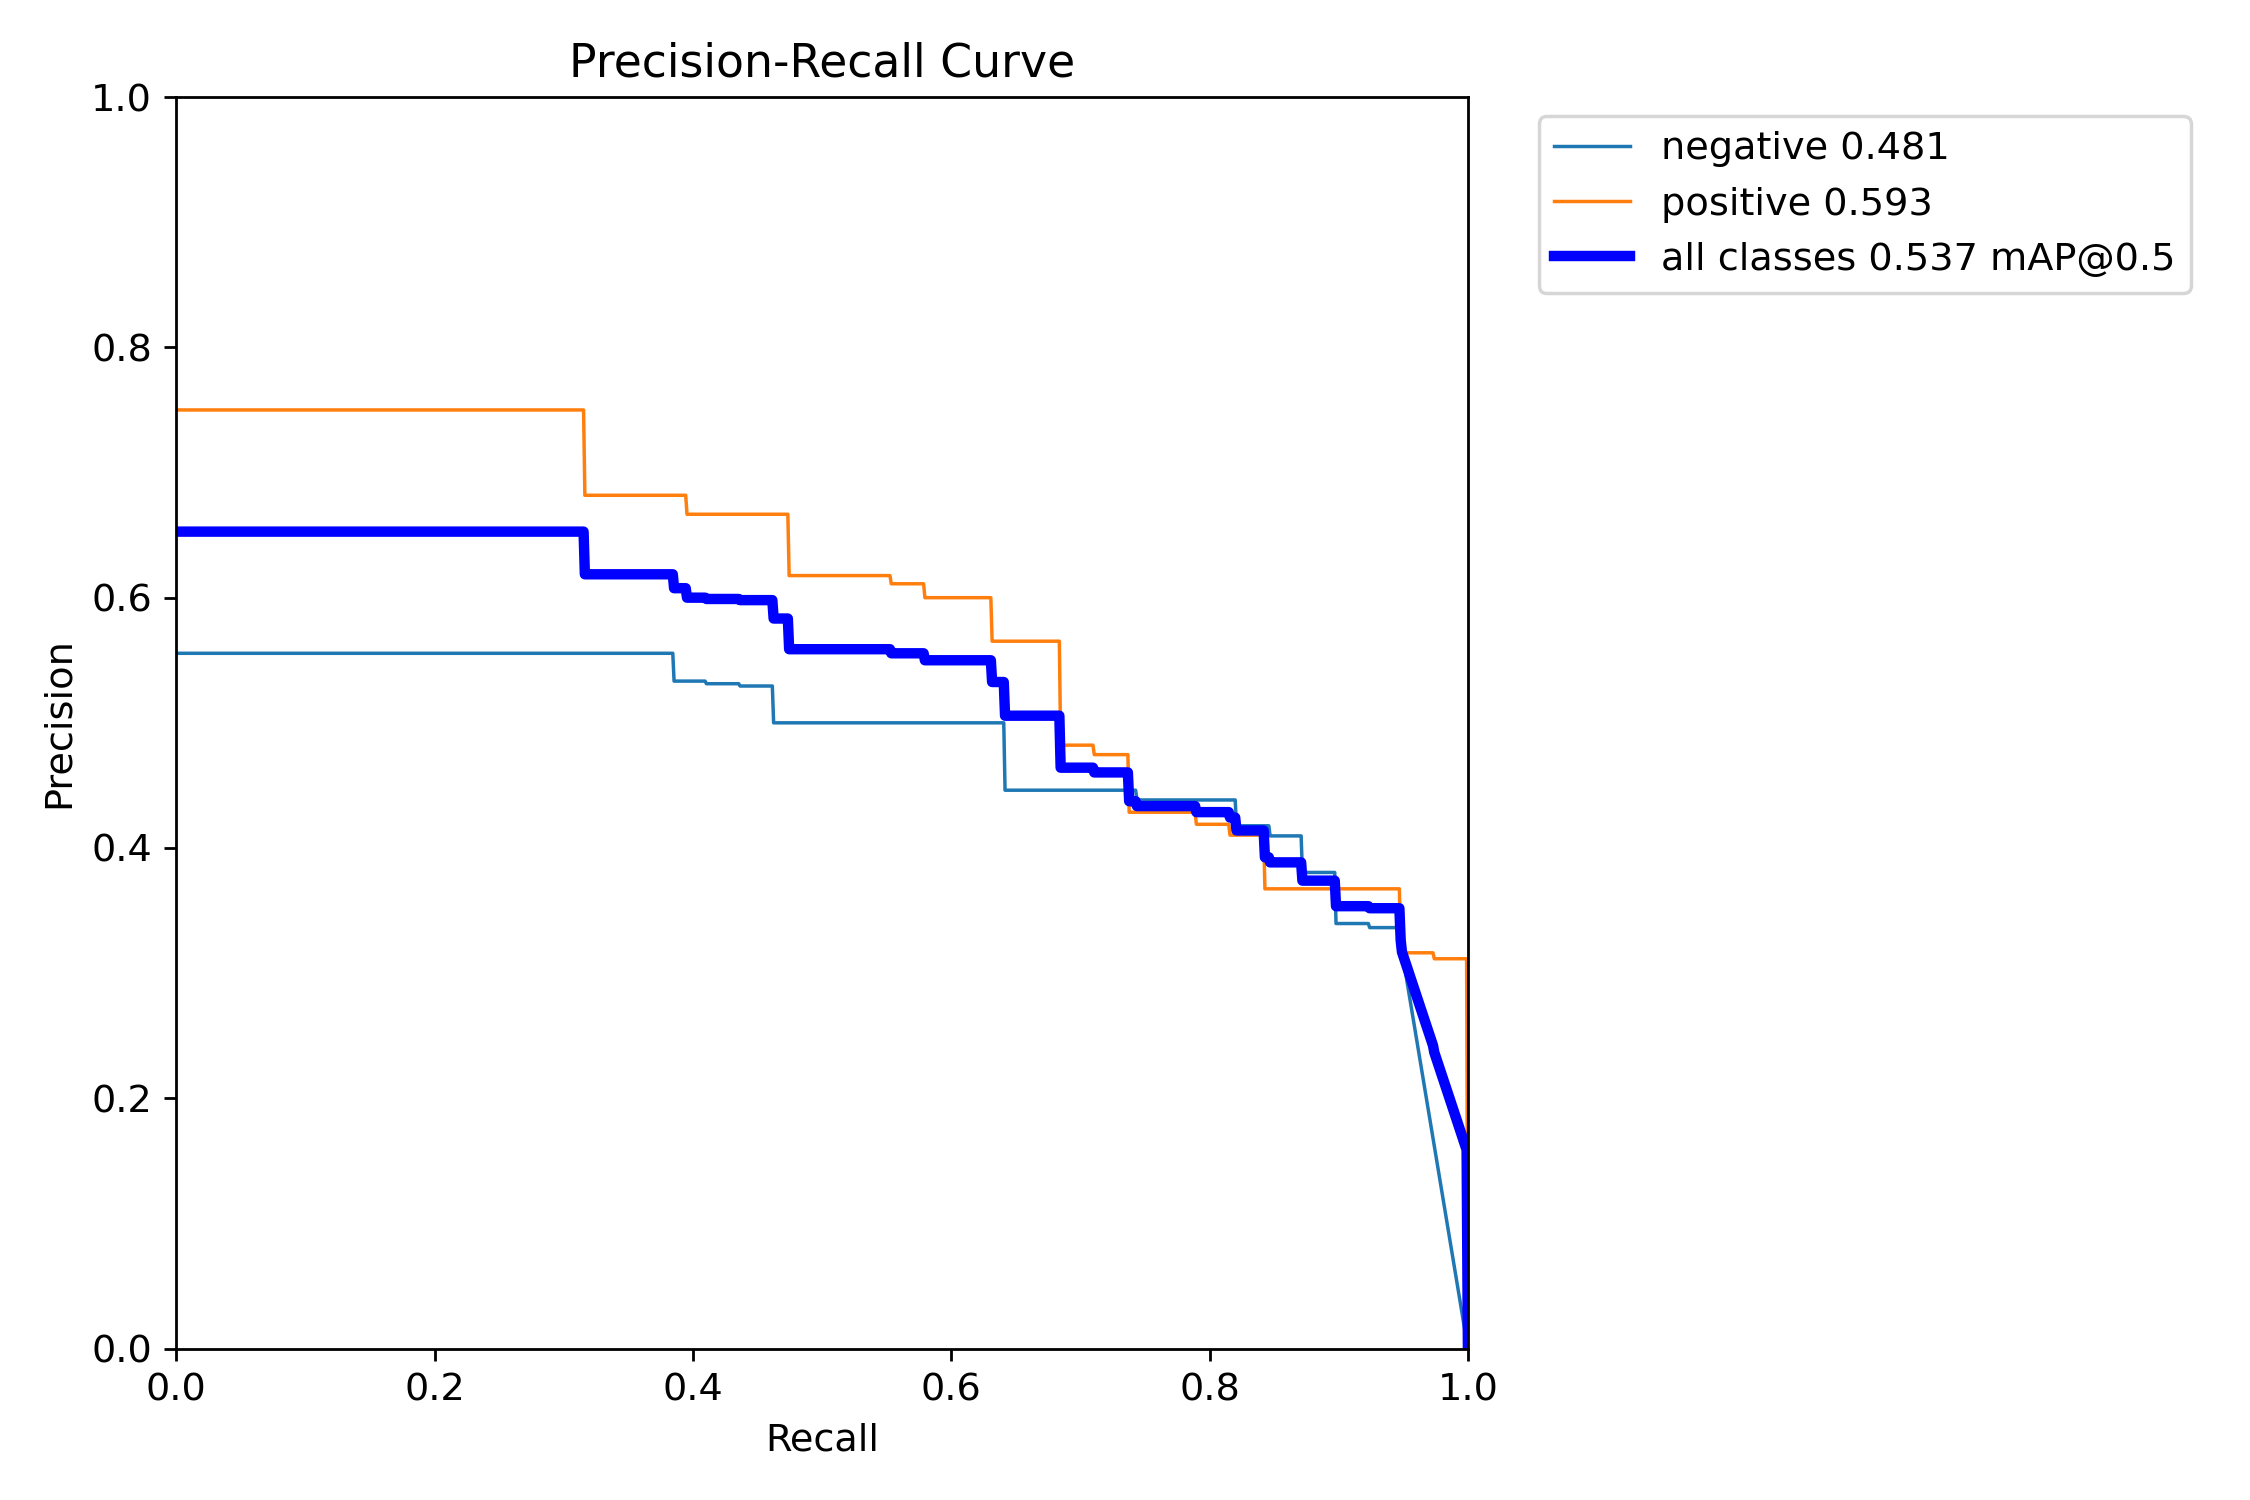 Precision-Recall Curve
1.0
0.8
0.6
0.4
0.2
0.0
Precision
0.0 0.2 0.4 0.6 0.8 1.0
Recall
negative 0.481
positive 0.593
all classes 0.537 mAP@0.5